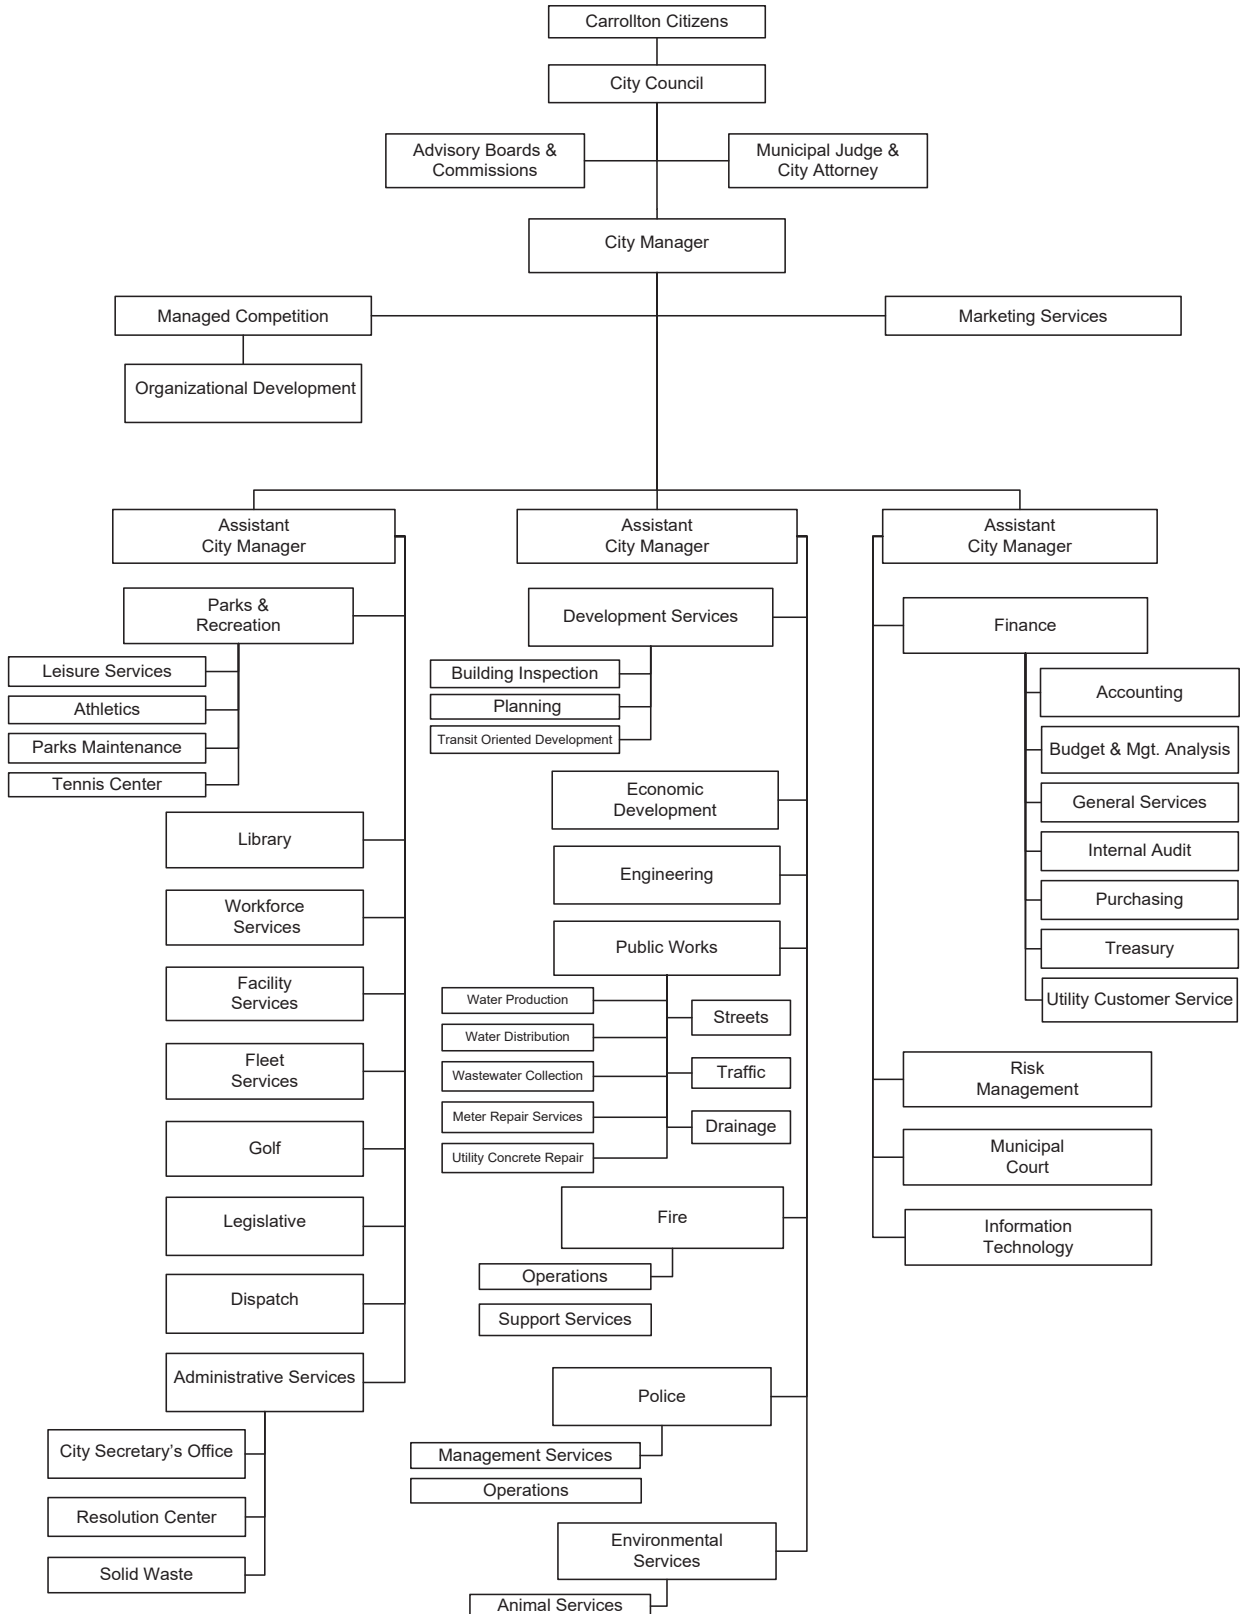 Carrollton Citizens
City Council
Advisory Boards &
Commissions
Municipal Judge &
City Attorney
City Manager
Managed Competition
Marketing Services
Organizational Development
Assistant
City Manager
Parks &
Recreation
Leisure Services
Athletics
Parks Maintenance
Tennis Center
Library
Workforce
Services
Facility
Services
Fleet
Services
Golf
Legislative
Dispatch
Administrative Services
City Secretary’s Office
Resolution Center
Solid Waste
Assistant
City Manager
Development Services
Building Inspection
Planning
Transit Oriented Development
Economic
Development
Engineering
Public Works
Water Production
Water Distribution
Wastewater Collection
Meter Repair Services
Utility Concrete Repair
Streets
Traffic
Drainage
Fire
Operations
Support Services
Police
Management Services
Operations
Environmental
Services
Animal Services
Assistant
City Manager
Finance
Accounting
Budget & Mgt. Analysis
General Services
Internal Audit
Purchasing
Treasury
Utility Customer Service
Risk
Management
Municipal
Court
Information
Technology